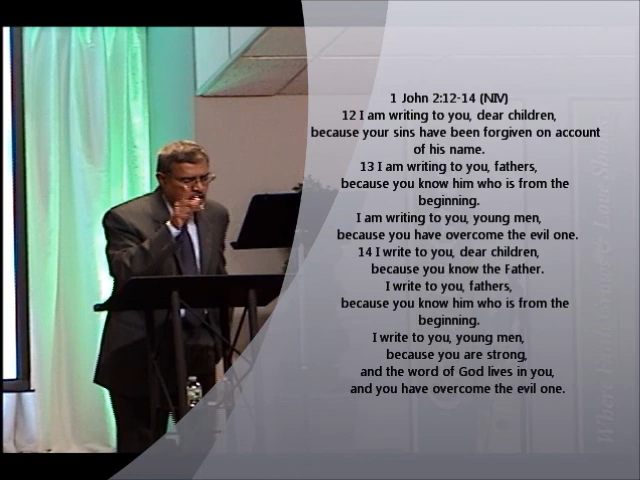 1 John 2:12-14 (NIV)
12 I am writing to you, dear children,
because your sins have been forgiven on account
of his name.
13 I am writing to you, fathers,
because you know him who is from the
beginning.
I am writing to you, young men,
because you have overcome the evil one.
14 I write to you, dear children,
because you know the Father.
I write to you, fathers,
because you know him who is from the
beginning.
I write to you, young men,
because you are strong,
and the word of God lives in you,
and you have overcome the evil one.